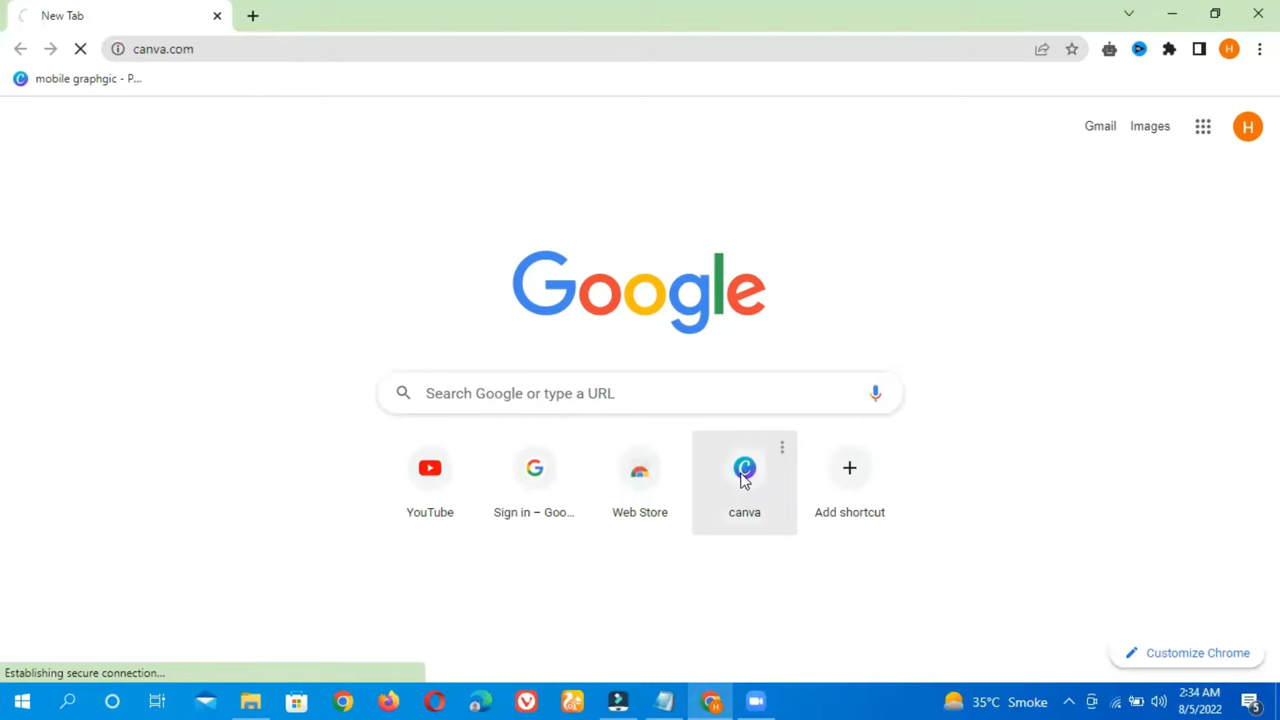 New Tab
canva.com
H
mobile graphgic - P...
Gmail Images
H
Google
Search Google or type a URL
YouTube
Sign in – Goo...
Web Store
canva
Add shortcut
Customize Chrome
Establishing secure connection...
35°C Smoke
2:34 AM
8/5/2022
5